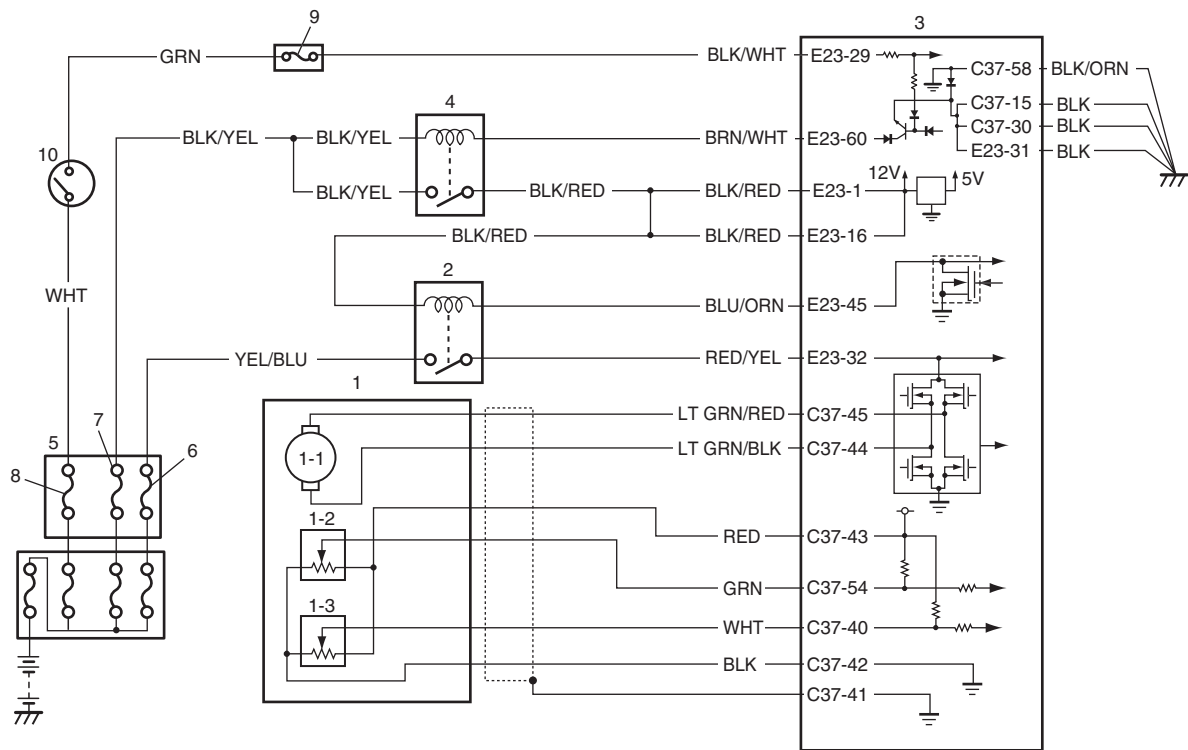 9
3
GRN
BLK/WHT
E23-29
C37-58
BLK/ORN
4
C37-15
BLK
BLK/YEL
BLK/YEL
BRN/WHT
E23-60
C37-30
BLK
10
E23-31
BLK
BLK/YEL
BLK/RED
BLK/RED
E23-1
12V
5V
BLK/RED
BLK/RED
E23-16
2
WHT
BLU/ORN
E23-45
YEL/BLU
RED/YEL
E23-32
1
LT GRN/RED
C37-45
7
5
6
8
1-1
LT GRN/BLK
C37-44
1-2
RED
C37-43
GRN
C37-54
1-3
WHT
C37-40
BLK
C37-42
C37-41